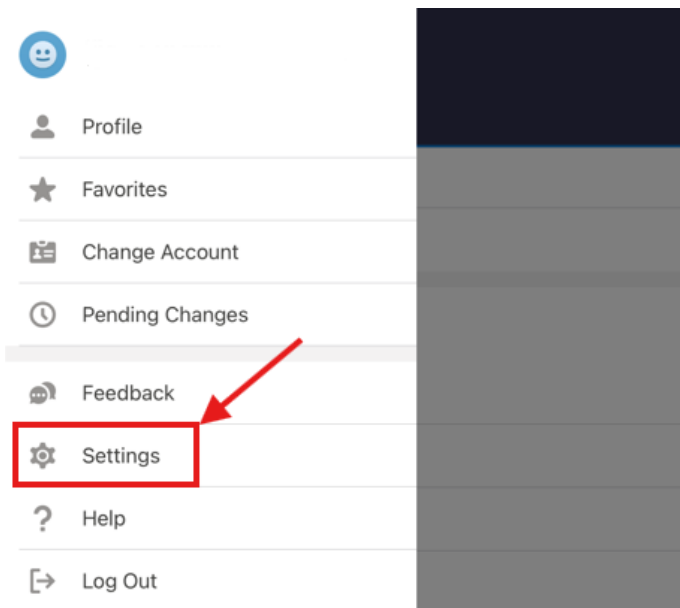 Profile
Favorites
Change Account
Pending Changes
Feedback
Settings
Help
Log Out